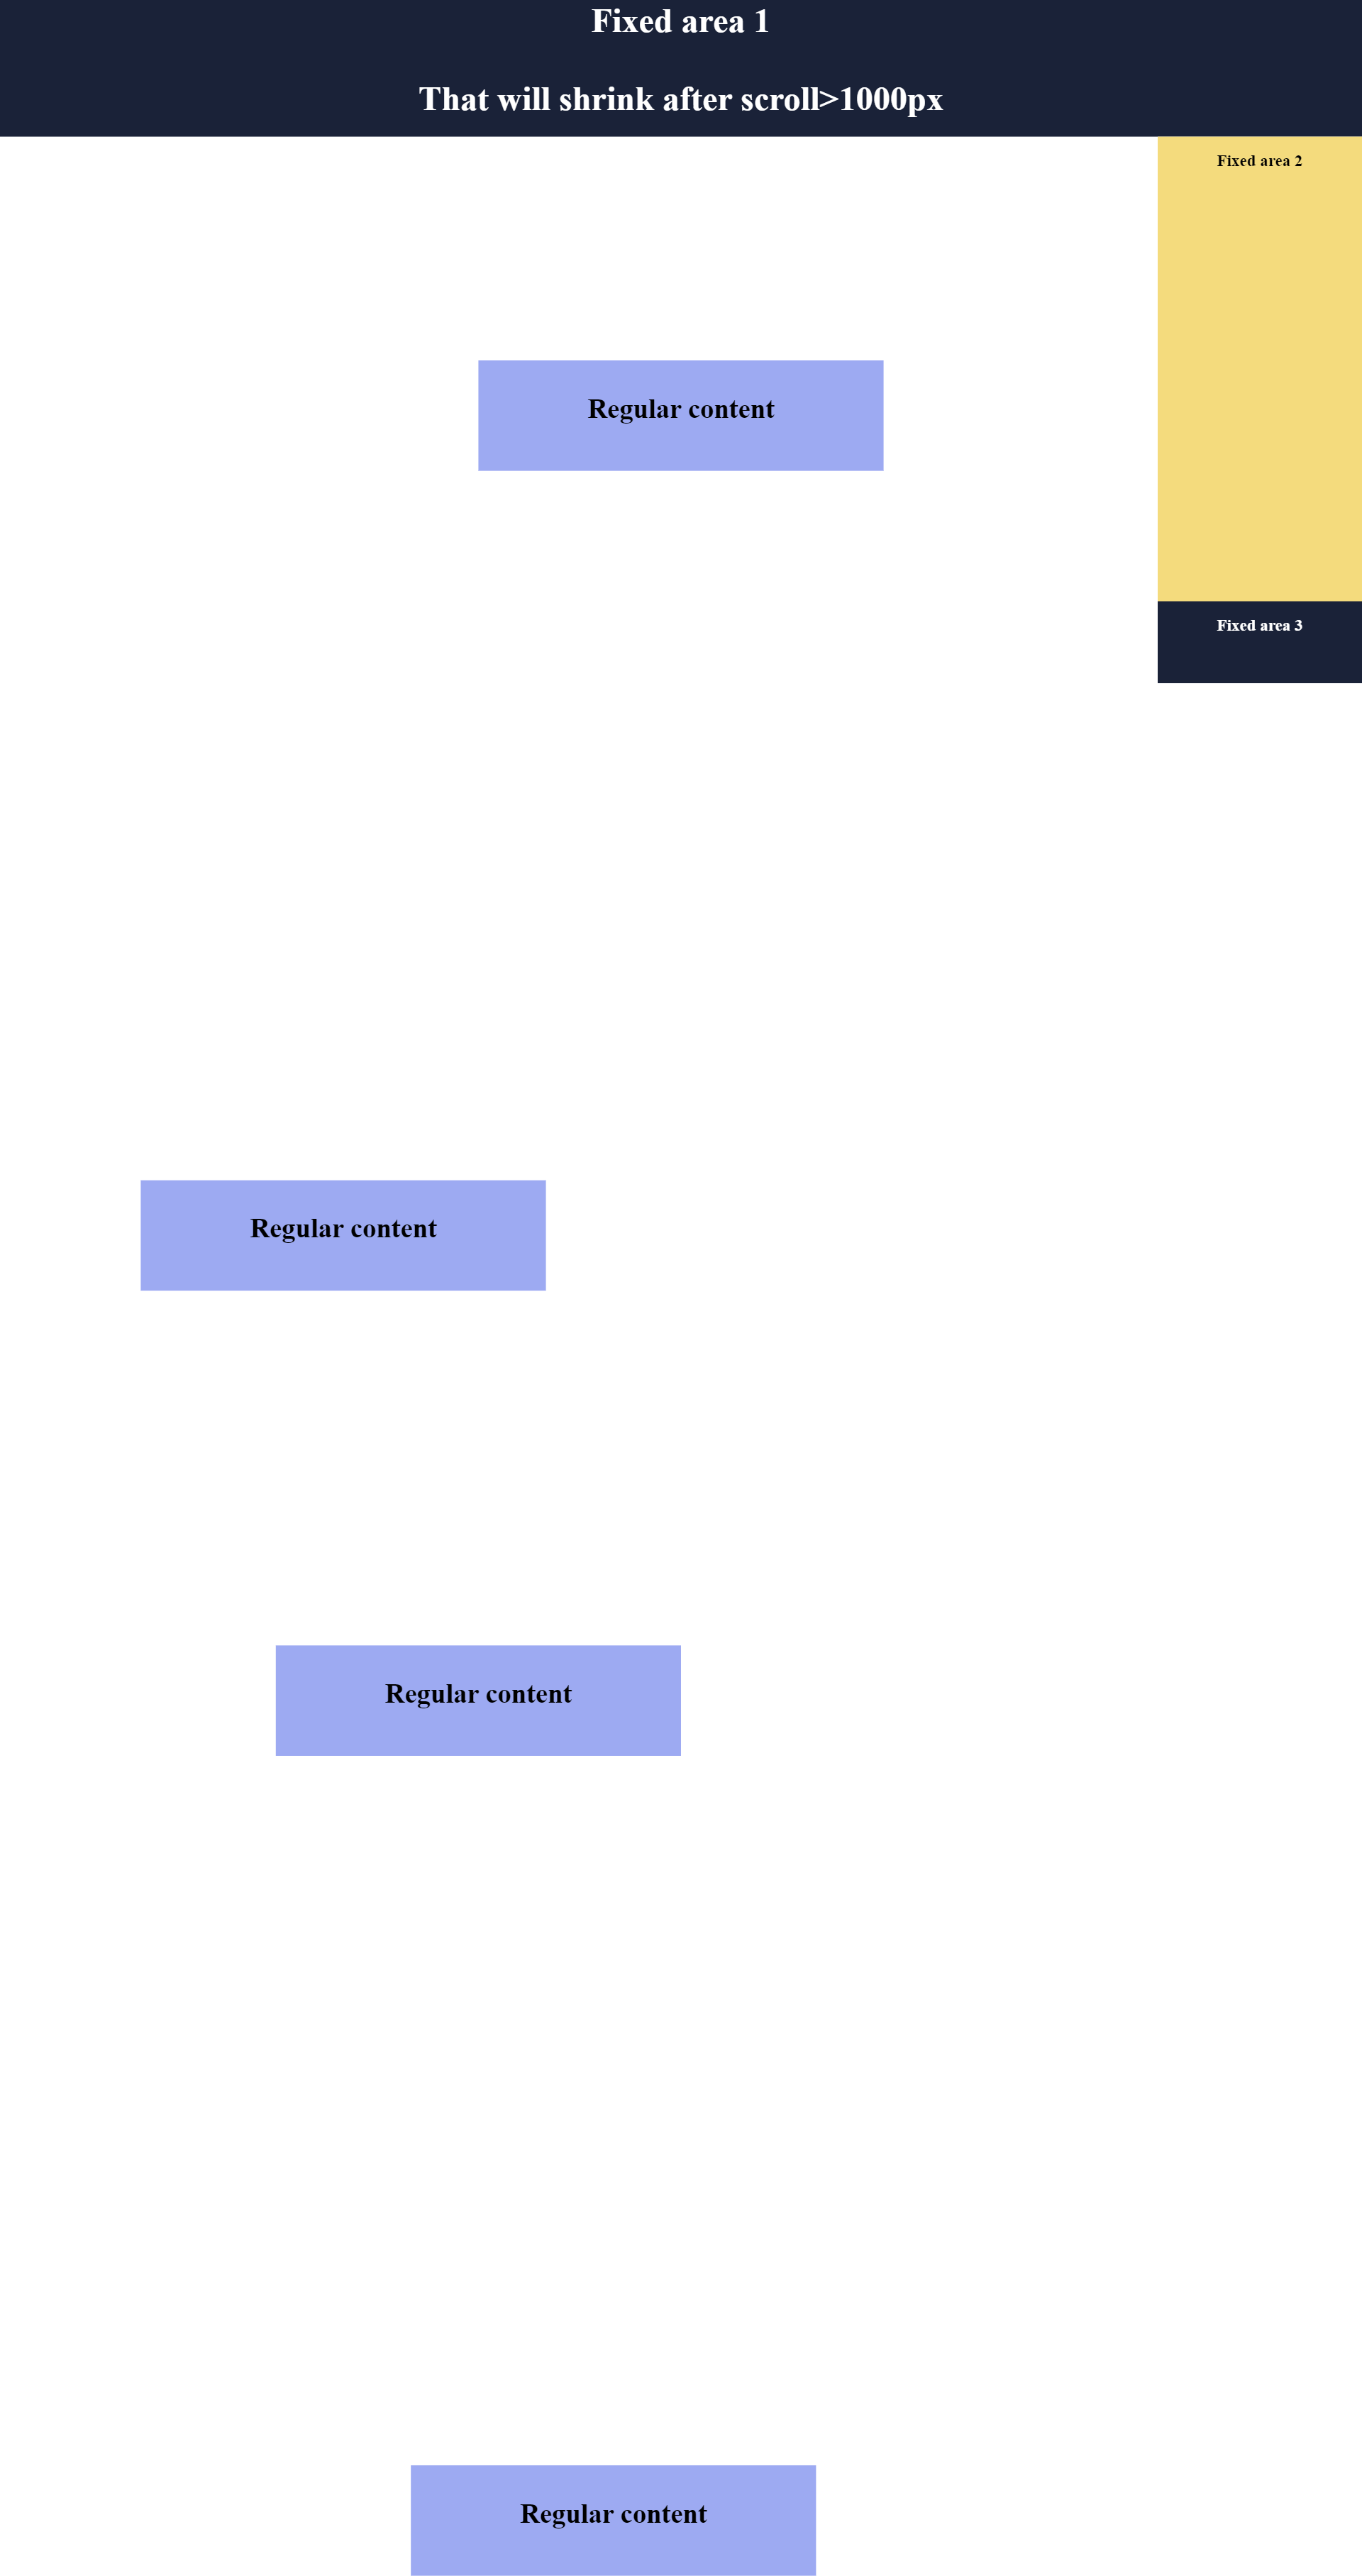 Fixed area 1
That will shrink after scroll>1000px
Fixed area 2
Regular content
Fixed area 3
Regular content
Regular content
Regular content